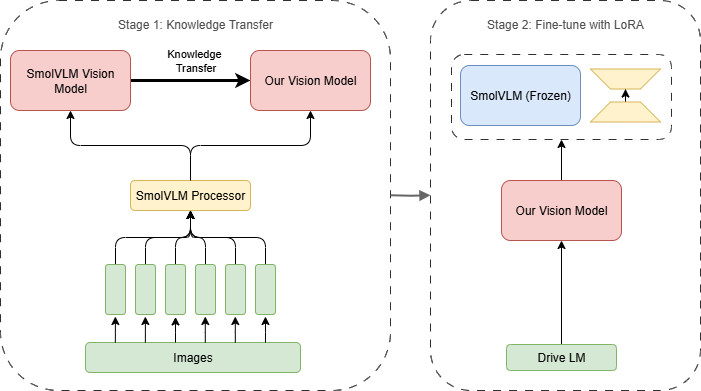 Stage 1: Knowledge Transfer
SmolVLM Vision
Model
Knowledge
Transfer
Our Vision Model
SmolVLM Processor
Images
Stage 2: Fine-tune with LoRA
SmolVLM (Frozen)
Our Vision Model
Drive LM